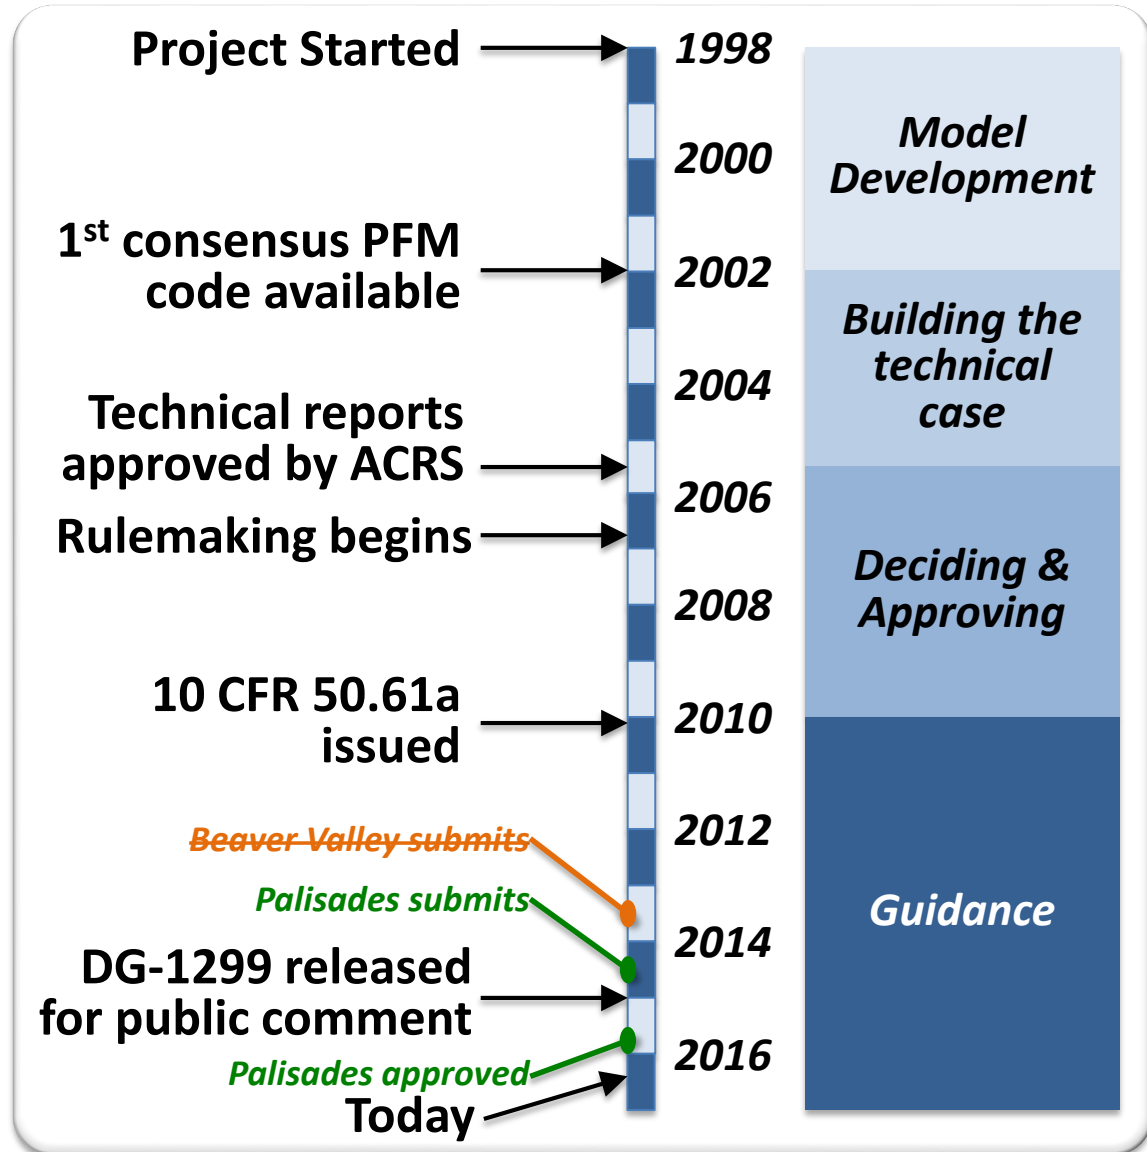 Project Started
1998
Model
Development
2000
1st consensus PFM
code available
2002
Building the
technical
case
2004
Technical reports
approved by ACRS
2006
Rulemaking begins
Deciding &
Approving
2008
10 CFR 50.61a
issued
2010
2012
Beaver Valley submits
Palisades submits
Guidance
2014
DG-1299 released
for public comment
2016
Palisades approved
Today